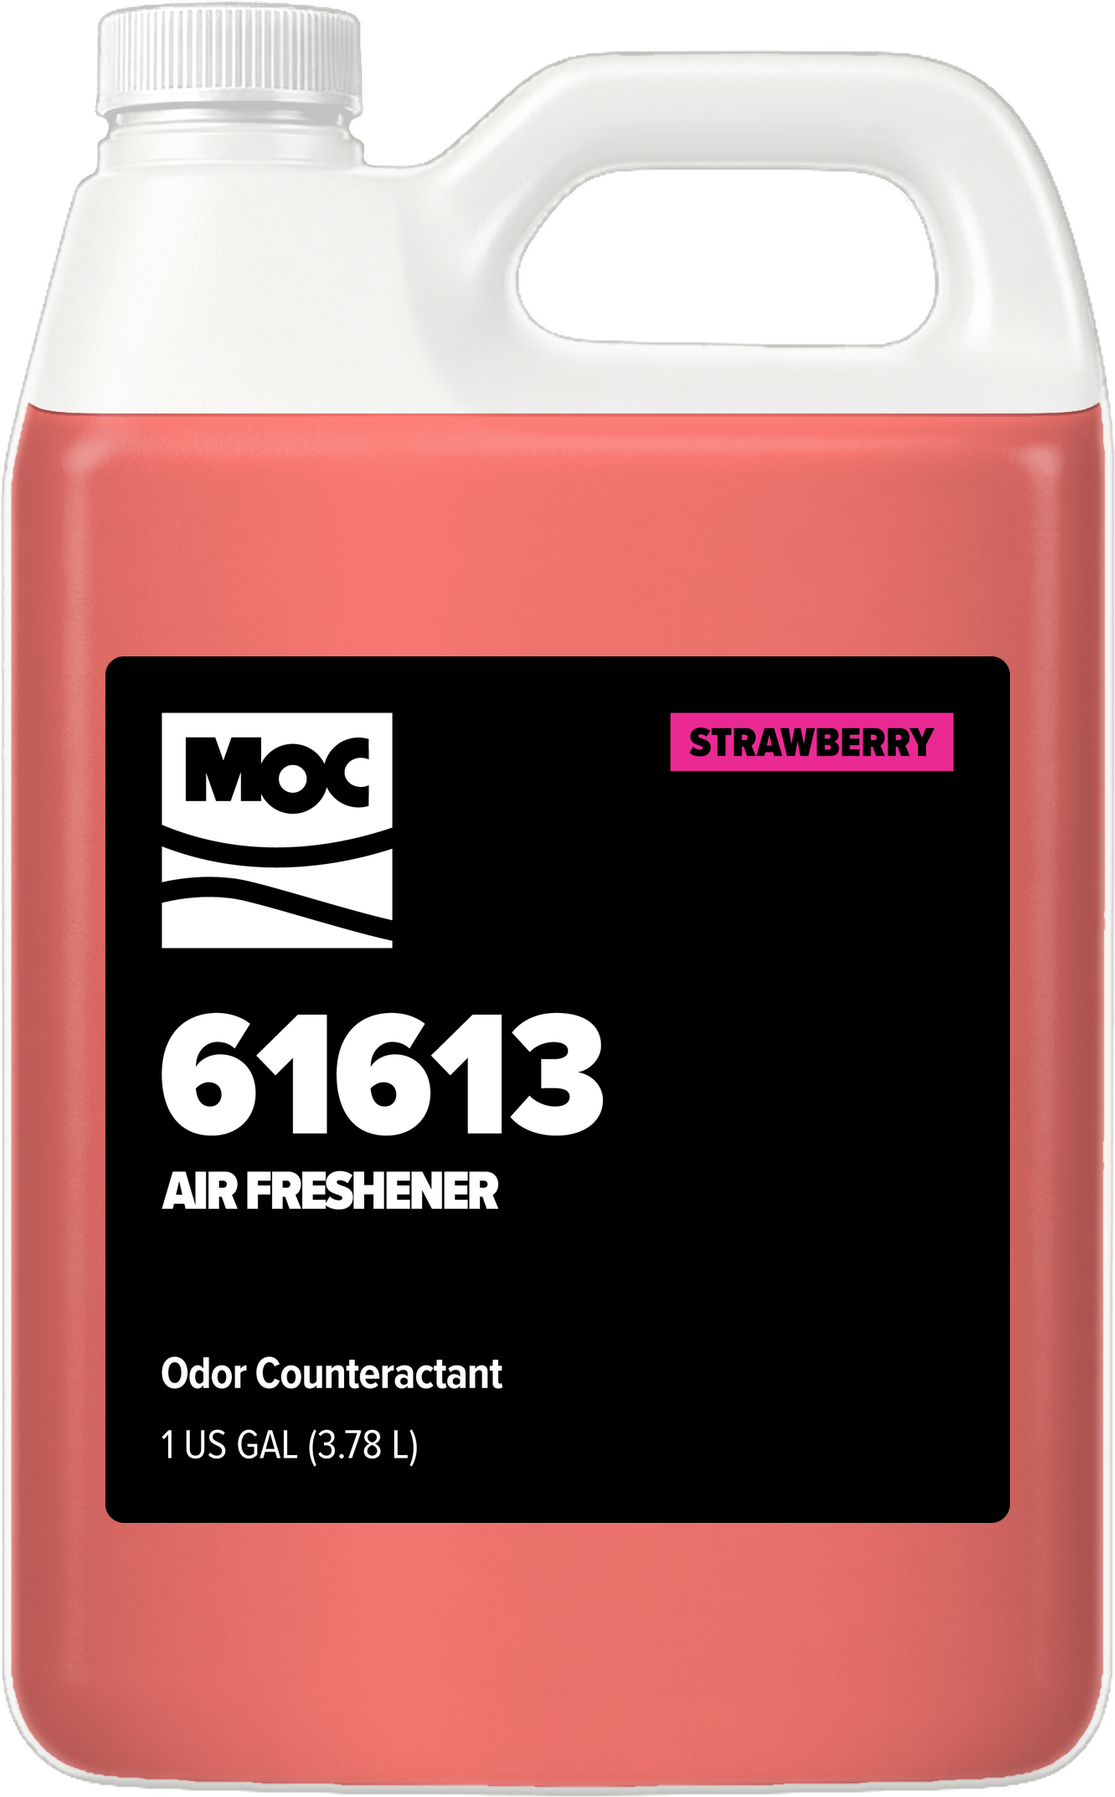 MOC
STRAWBERRY
61613
AIR FRESHENER
Odor Counteractant
1 US GAL (3.78 L)